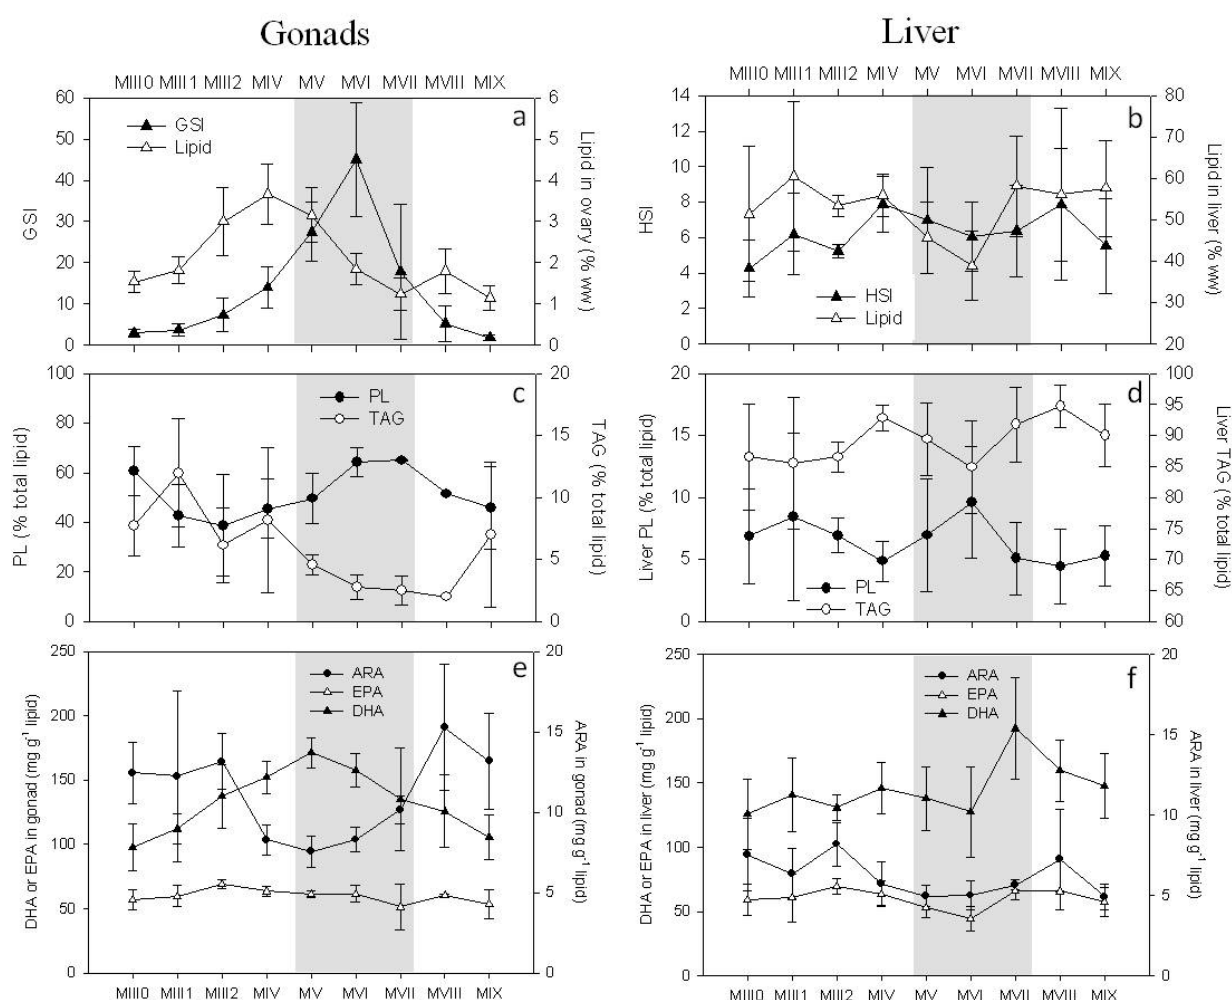 Gonads
Liver
MIII0 MIII1 MIII2 MIV MV MVI MVII MVIII MIX
MIII0 MIII1 MIII2 MIV MV MVI MVII MVIII MIX
a
GSI
Lipid
60
50
40
30
20
10
0
GSI
6
5
4
3
2
1
0
Lipid in ovary (% ww)
b
HSI
Lipid
14
12
10
8
6
4
2
0
HSI
80
70
60
50
40
30
20
Lipid in liver (% ww)
c
PL
TAG
100
80
60
40
20
0
PL (% total lipid)
20
15
10
5
0
TAG (% total lipid)
d
PL
TAG
20
15
10
5
0
Liver PL (% total lipid)
100
95
90
85
80
75
70
65
60
Liver TAG (% total lipid)
e
ARA
EPA
DHA
250
200
150
100
50
0
DHA or EPA in gonad (mg g-1 lipid)
20
15
10
5
0
ARA in gonad (mg g-1 lipid)
f
ARA
EPA
DHA
250
200
150
100
50
0
DHA or EPA in liver (mg g-1 lipid)
20
15
10
5
0
ARA in liver (mg g-1 lipid)
MIII0 MIII1 MIII2 MIV MV MVI MVII MVIII MIX
MIII0 MIII1 MIII2 MIV MV MVI MVII MVIII MIX